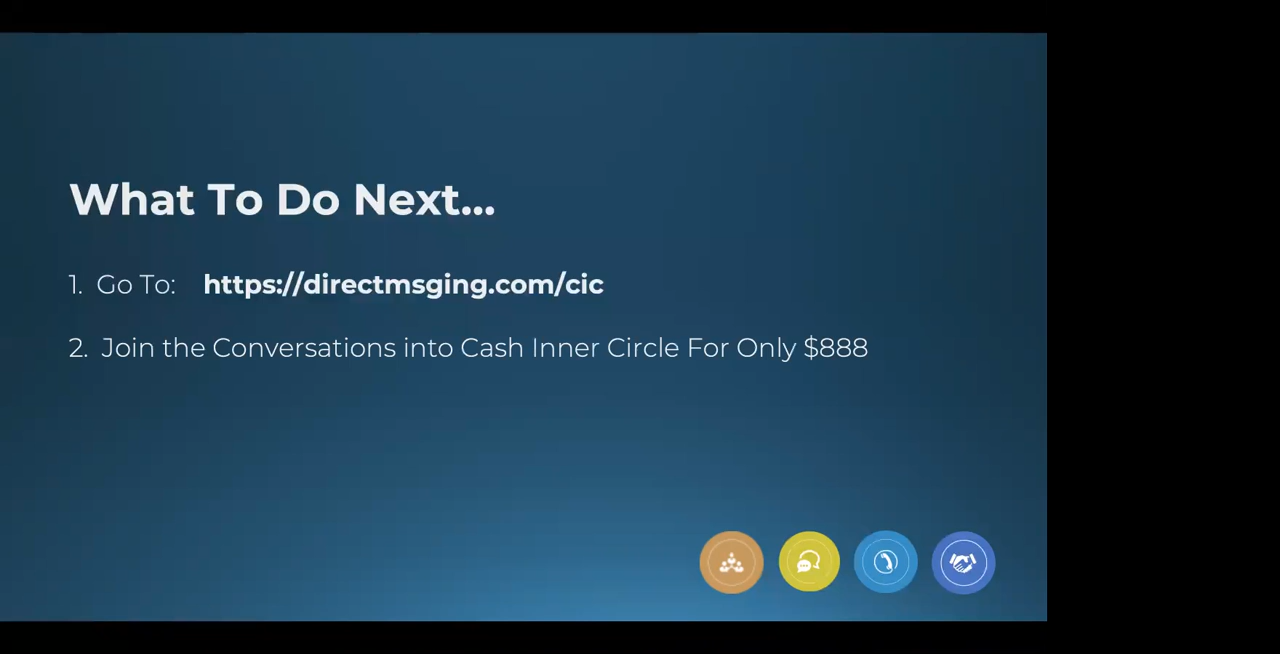 What To Do Next...
1. Go To: https://directmsging.com/cic
2. Join the Conversations into Cash Inner Circle For Only $888